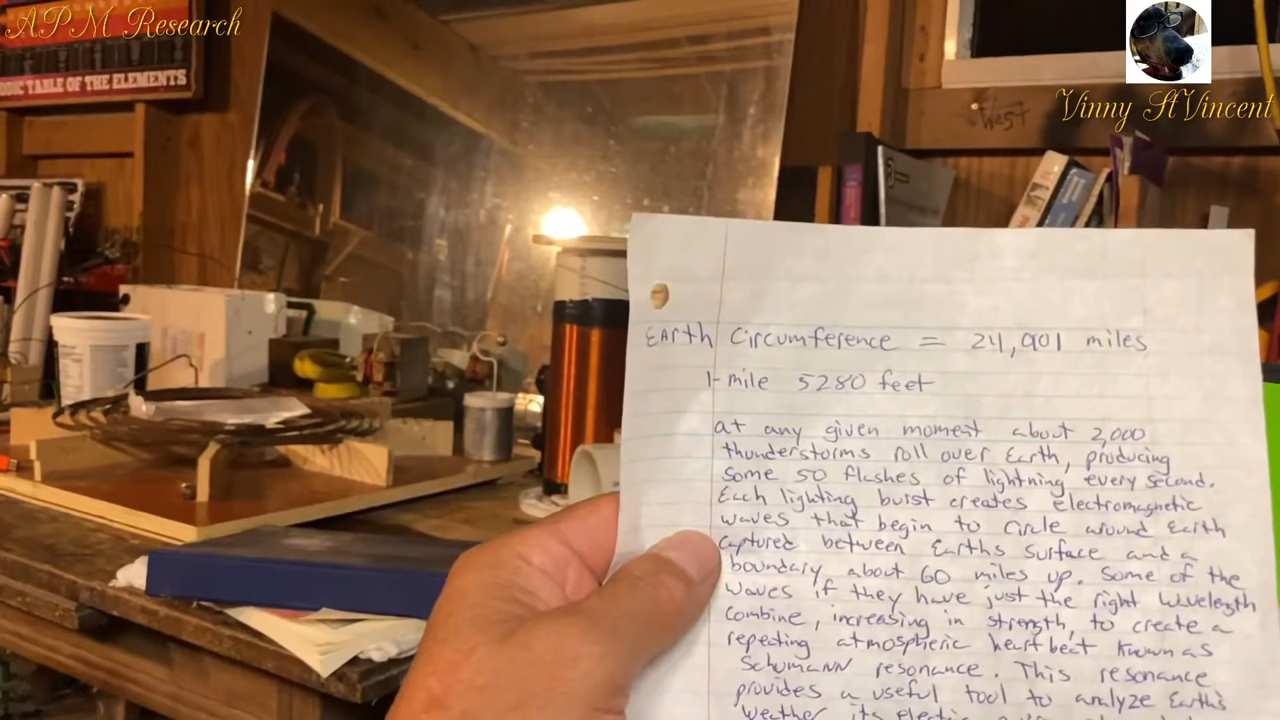 APM Research
ODIC TABLE OF THE ELEMENTS
Vinny StVincent
West
EArth Circumference = 24,901 miles
1-mile 5280 feet
at any given moment about 2,000
thunderstorms roll over Earth, producing
some 50 flashes of lightning every second.
Each lighting burst creates electromagnetic
waves that begin to circle around Earth
captured between Earths surface and a
boundary about 60 miles up. Some of the
waves if they have just the right wavelength
combine, increasing in strength, to create a
repeating atmospheric heartbeat known as
SchumANN resonance. This resonance
provides a useful tool to analyze Earth's
weather its electric